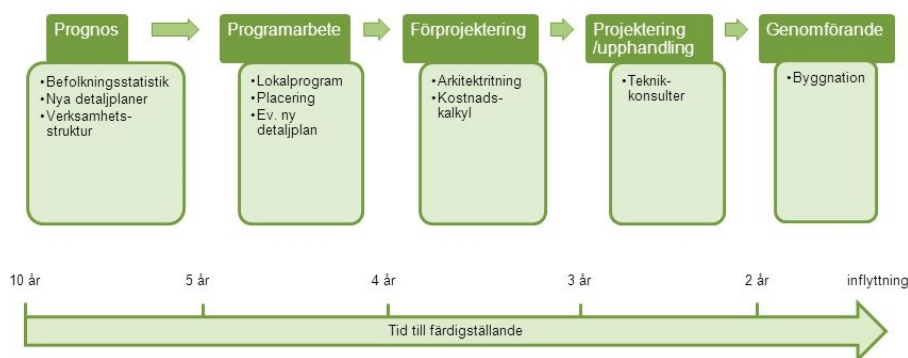 Prognos
Programarbete
Förprojektering
Projektering
/upphandling
Genomförande
•Befolkningsstatistik
•Nya detaljplaner
•Verksamhets-
struktur
•Lokalprogram
•Placering
•Ev. ny
detaljplan
•Arkitektritning
•Kostnads-
kalkyl
•Teknik-
konsulter
•Byggnation
10 år
5 år
4 år
3 år
2 år
inflyttning
Tid till färdigställande